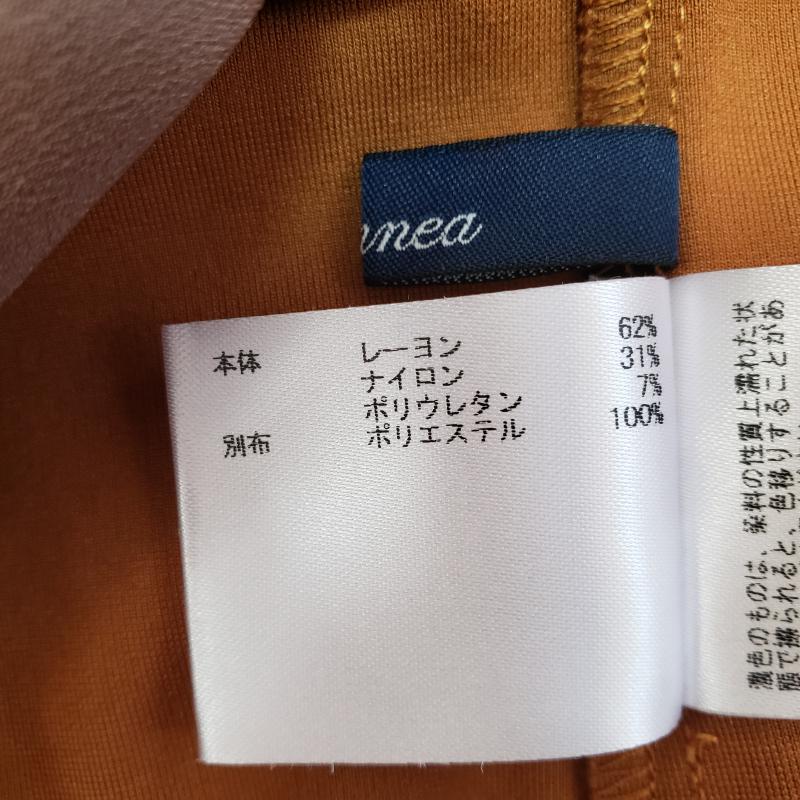 nea
本体 レーヨン 62%
ナイロン 31%
ポリウレタン 7%
別布 ポリエステル 100%
濃色のものは、染料の性質上濡れた状
態で擦られると、色移りすることがあ